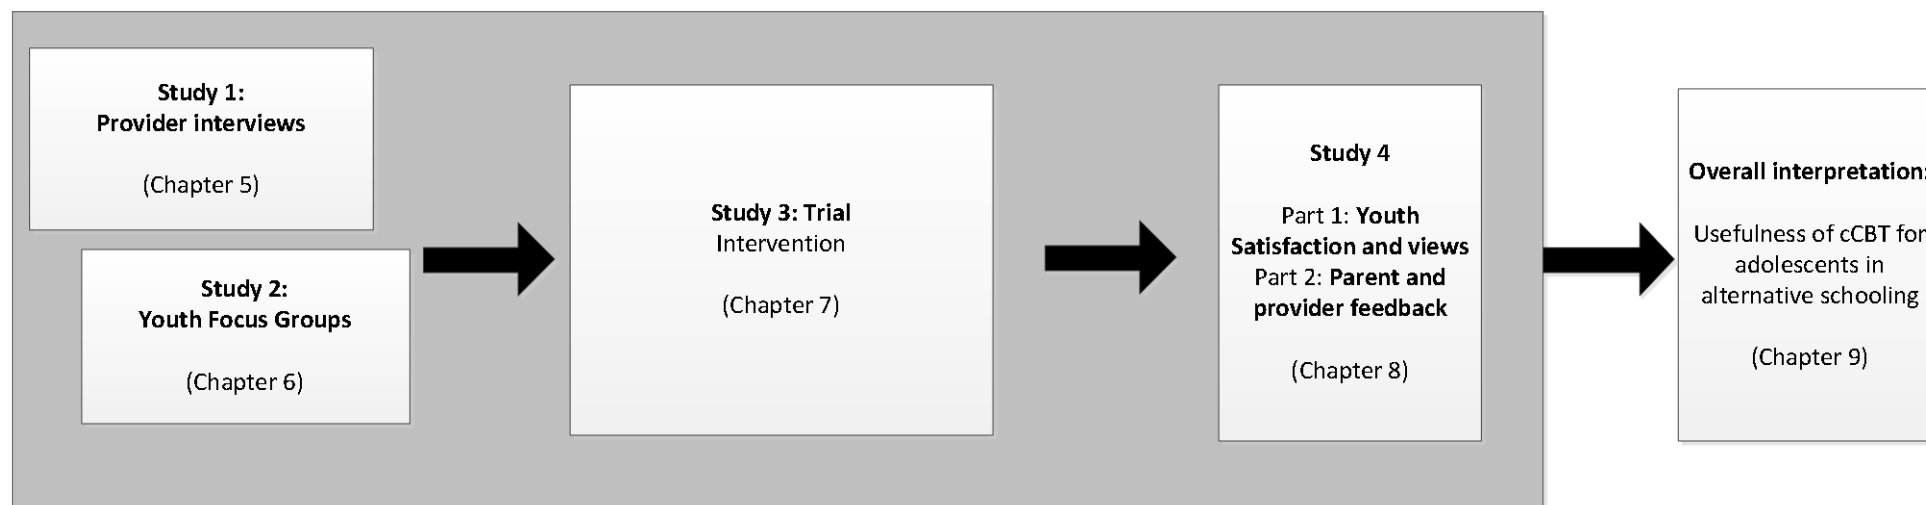 Study 1:
Provider interviews
(Chapter 5)
Study 2:
Youth Focus Groups
(Chapter 6)
Study 3: Trial
Intervention
(Chapter 7)
Study 4
Part 1: Youth
Satisfaction and views
Part 2: Parent and
provider feedback
(Chapter 8)
Overall interpretation:
Usefulness of cCBT for
adolescents in
alternative schooling
(Chapter 9)